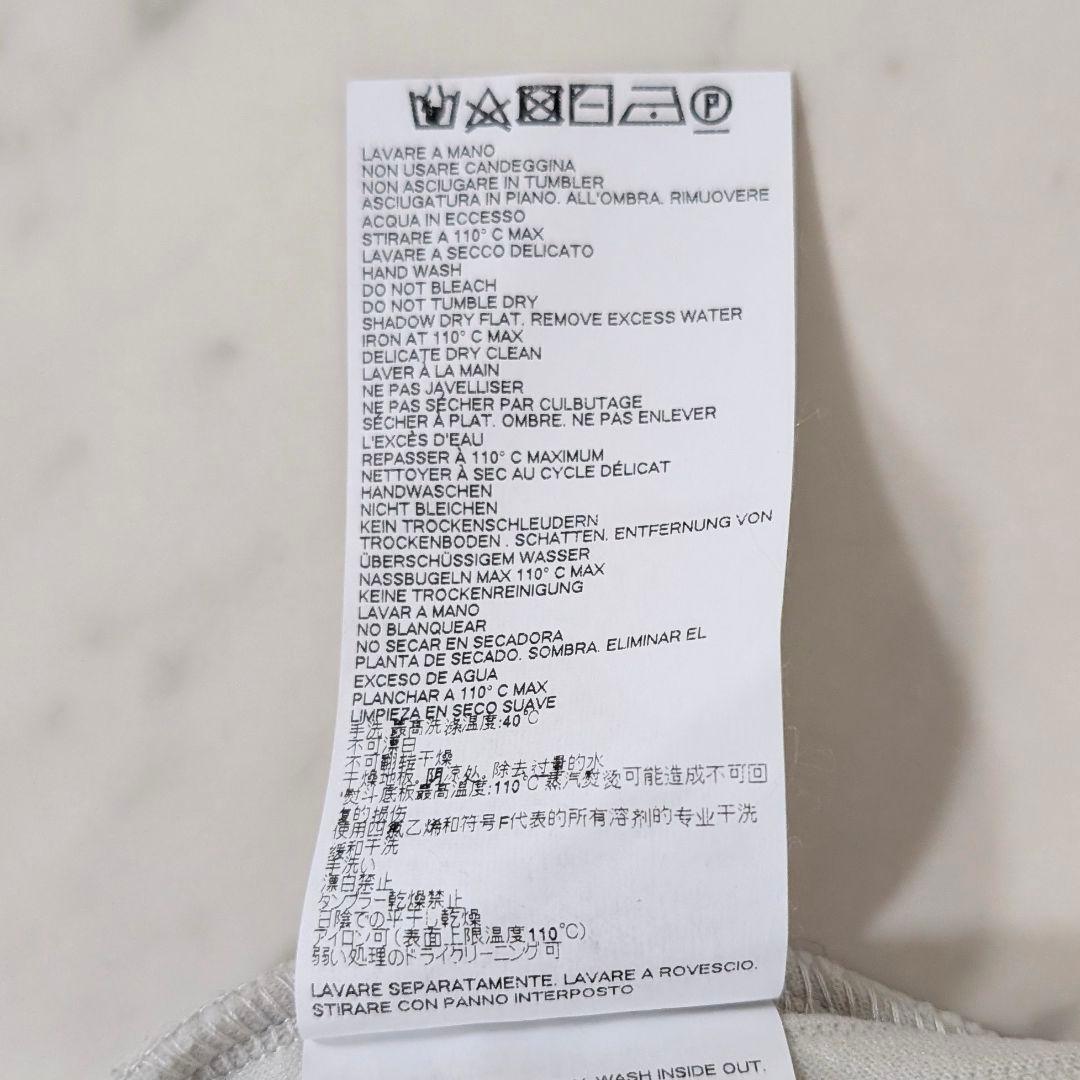 LAVARE A MANO
NON USARE CANDEGGINA
NON ASCIUGARE IN TUMBLER
ASCIUGATURA IN PIANO. ALL'OMBRA. RIMUOVERE
ACQUA IN ECCESSO
STIRARE A 110° C MAX
LAVARE A SECCO DELICATO
HAND WASH
DO NOT BLEACH
DO NOT TUMBLE DRY
SHADOW DRY FLAT. REMOVE EXCESS WATER
IRON AT 110° C MAX
DELICATE DRY CLEAN
LAVER À LA MAIN
NE PAS JAVELLISER
NE PAS SÉCHER PAR CULBUTAGE
SÉCHER À PLAT. OMBRE. NE PAS ENLEVER
L'EXCÈS D'EAU
REPASSER À 110° C MAXIMUM
NETTOYER À SEC AU CYCLE DÉLICAT
HANDWASCHEN
NICHT BLEICHEN
KEIN TROCKENSCHLEUDERN
TROCKENBODEN . SCHATTEN. ENTFERNUNG VON
ÜBERSCHÜSSIGEM WASSER
NASSBUGELN MAX 110° C MAX
KEINE TROCKENREINIGUNG
LAVAR A MANO
NO BLANQUEAR
NO SECAR EN SECADORA
PLANTA DE SECADO. SOMBRA. ELIMINAR EL
EXCESO DE AGUA
PLANCHAR A 110° C MAX
LIMPIEZA EN SECO SUAVE
手洗 最高洗涤温度:40℃
不可漂白
不可翻转干燥
干燥地板。阴凉处。除去过量的水
熨斗底板最高温度:110℃ 蒸汽熨烫可能造成不可回
复的损伤
使用四氯乙烯和符号F代表的所有溶剂的专业干洗
缓和干洗
手洗い
漂白禁止
タンブラー乾燥禁止
日陰での平干し乾燥
アイロン可(表面上限温度110℃)
弱い処理のドライクリーニング可
LAVARE SEPARATAMENTE. LAVARE A ROVESCIO.
STIRARE CON PANNO INTERPOSTO
WASH INSIDE OUT.